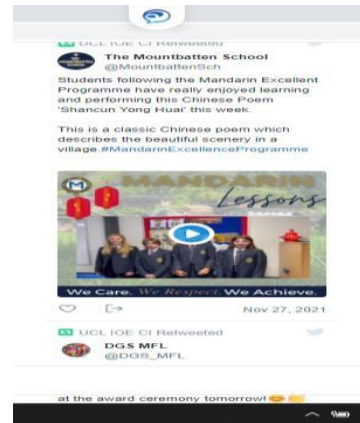 UCL IOE CI Retweeted
The Mountbatten School
@MountbattenSch
Students following the Mandarin Excellent
Programme have really enjoyed learning
and performing this Chinese Poem
'Shancun Yong Huai' this week.
This is a classic Chinese poem which
describes the beautiful scenery in a
village.#MandarinExcellenceProgramme
MANDARIN
Lessons
We Care. We Respect. We Achieve.
Nov 27, 2021
UCL IOE CI Retweeted
DGS MFL
@DGS_MFL
at the award ceremony tomorrow!